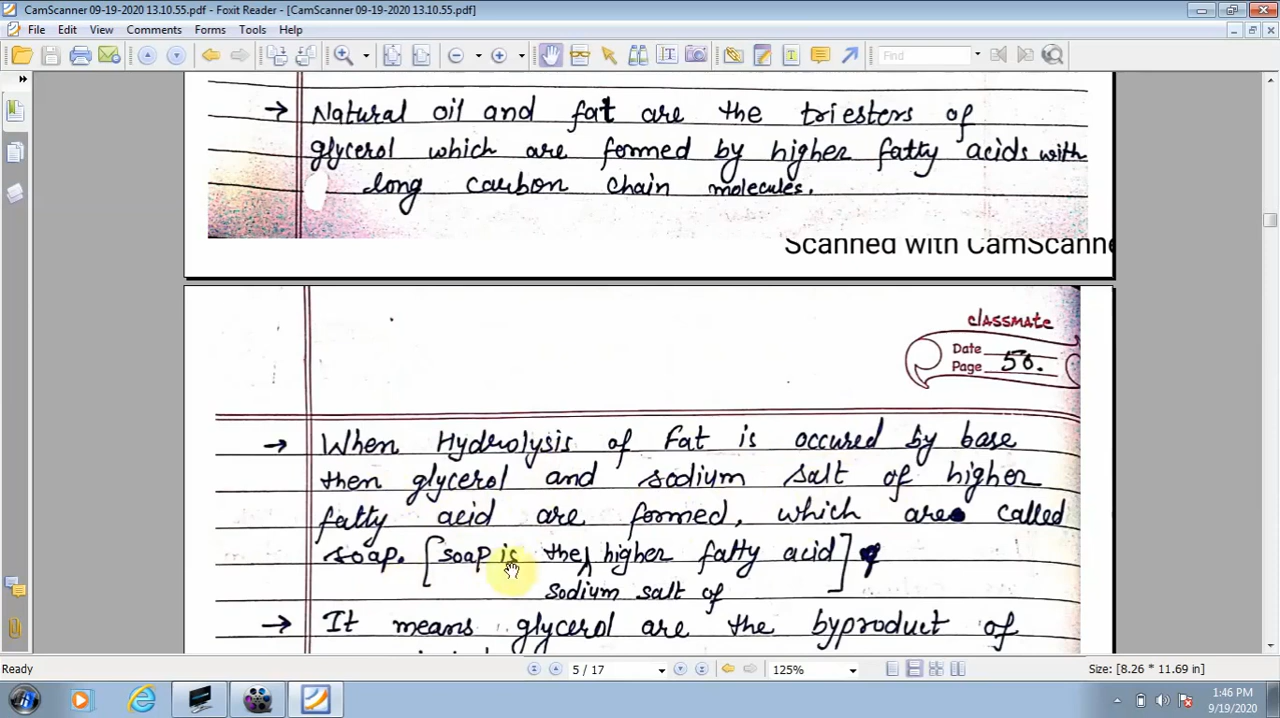 CamScanner 09-19-2020 13.10.55.pdf - Foxit Reader - [CamScanner 09-19-2020 13.10.55.pdf]
File Edit View Comments Forms Tools Help
Find
→ Natural oil and fat are the triesters of
glycerol which are formed by higher fatty acids with
long carbon chain molecules.
Scanned with CamScanne
classmate
Date
Page 56.
→ When Hydrolysis of Fat is occured by base
then glycerol and sodium salt of higher
fatty acid are formed, which are called
soap. [soap is the higher fatty acid]
sodium salt of
→ It means glycerol are the byproduct of
Ready 5 / 17 125% Size: [8.26 * 11.69 in]
1:46 PM
9/19/2020